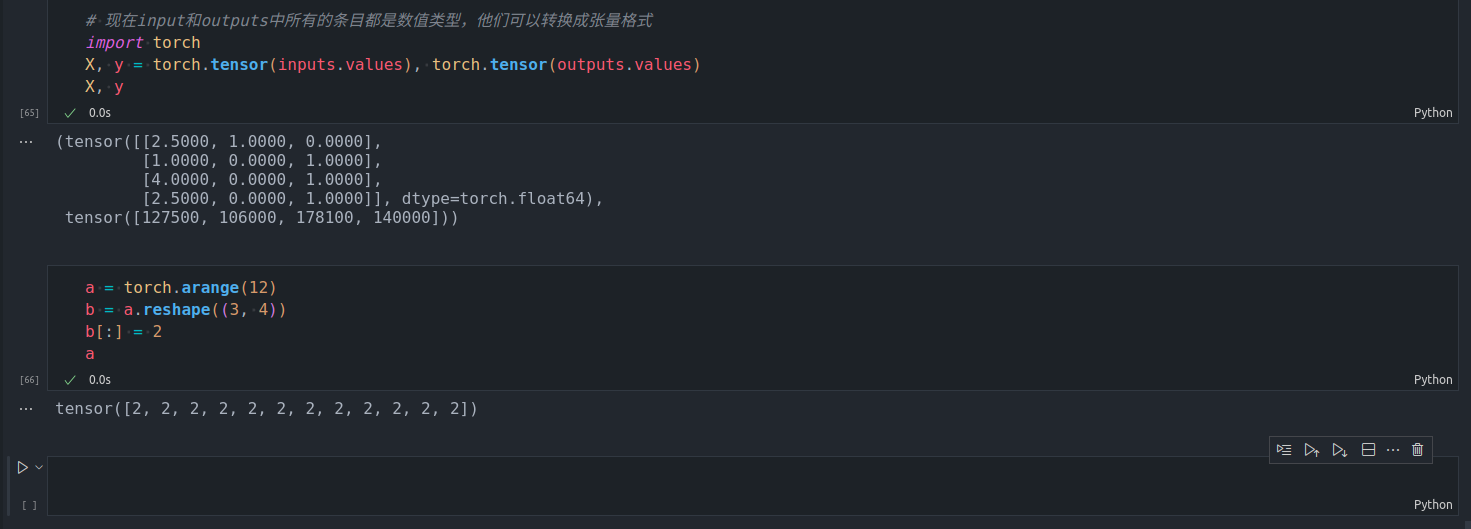 # 现在input和outputs中所有的条目都是数值类型，他们可以转换成张量格式
import torch
X, y = torch.tensor(inputs.values), torch.tensor(outputs.values)
X, y
[65] 0.0s Python
(tensor([[2.5000, 1.0000, 0.0000],
[1.0000, 0.0000, 1.0000],
[4.0000, 0.0000, 1.0000],
[2.5000, 0.0000, 1.0000]], dtype=torch.float64),
tensor([127500, 106000, 178100, 140000]))
a = torch.arange(12)
b = a.reshape((3, 4))
b[:] = 2
a
[66] 0.0s Python
tensor([2, 2, 2, 2, 2, 2, 2, 2, 2, 2, 2, 2])
[ ] Python